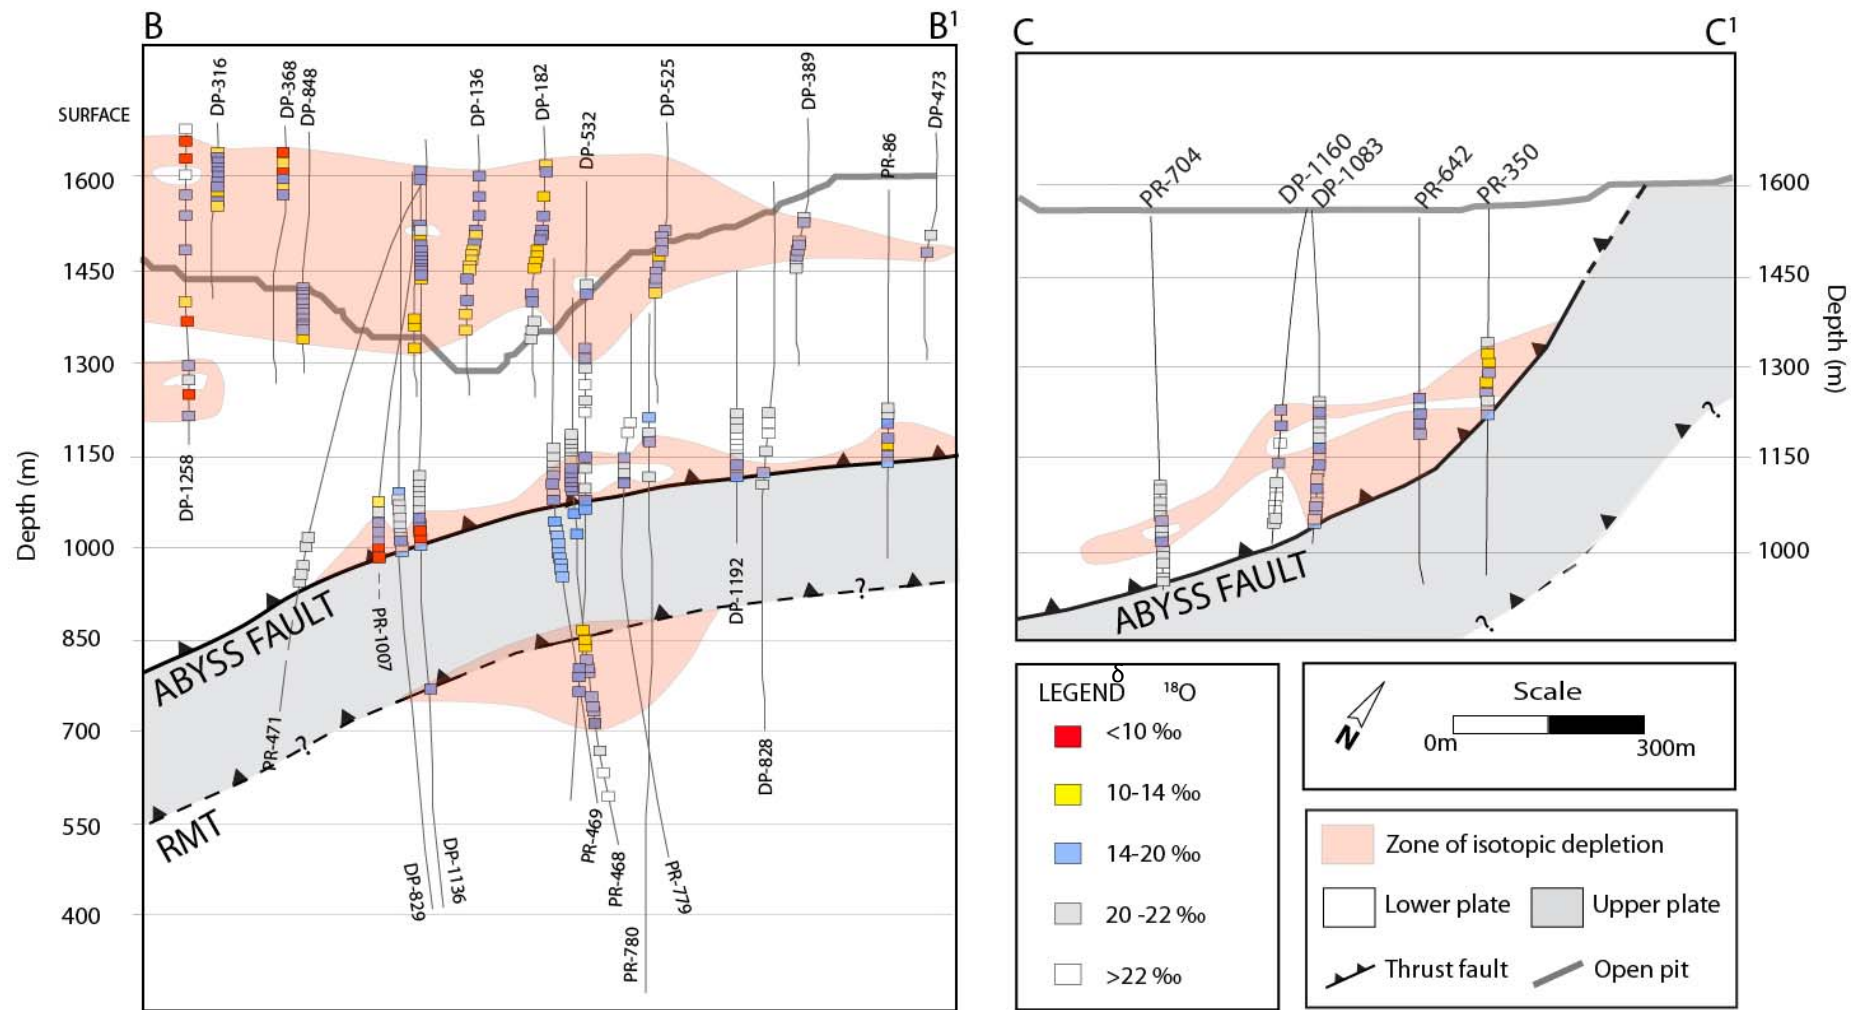 B
B¹
C
C¹
SURFACE
DP-316
DP-368
DP-848
DP-136
DP-182
DP-532
DP-525
DP-389
DP-473
PR-86
1600
1450
1300
1150
1000
850
700
550
400
Depth (m)
DP-1258
PR-1007
PR-471
DP-829
DP-1136
PR-469
PR-468
PR-779
PR-780
DP-1192
DP-828
ABYSS FAULT
RMT
?
?
PR-704
DP-1160
DP-1083
PR-642
PR-350
1600
1450
1300
1150
1000
Depth (m)
ABYSS FAULT
?
?
LEGEND δ ¹⁸O
<10 ‰
10-14 ‰
14-20 ‰
20 -22 ‰
>22 ‰
N
Scale
0m
300m
Zone of isotopic depletion
Lower plate
Upper plate
Thrust fault
Open pit